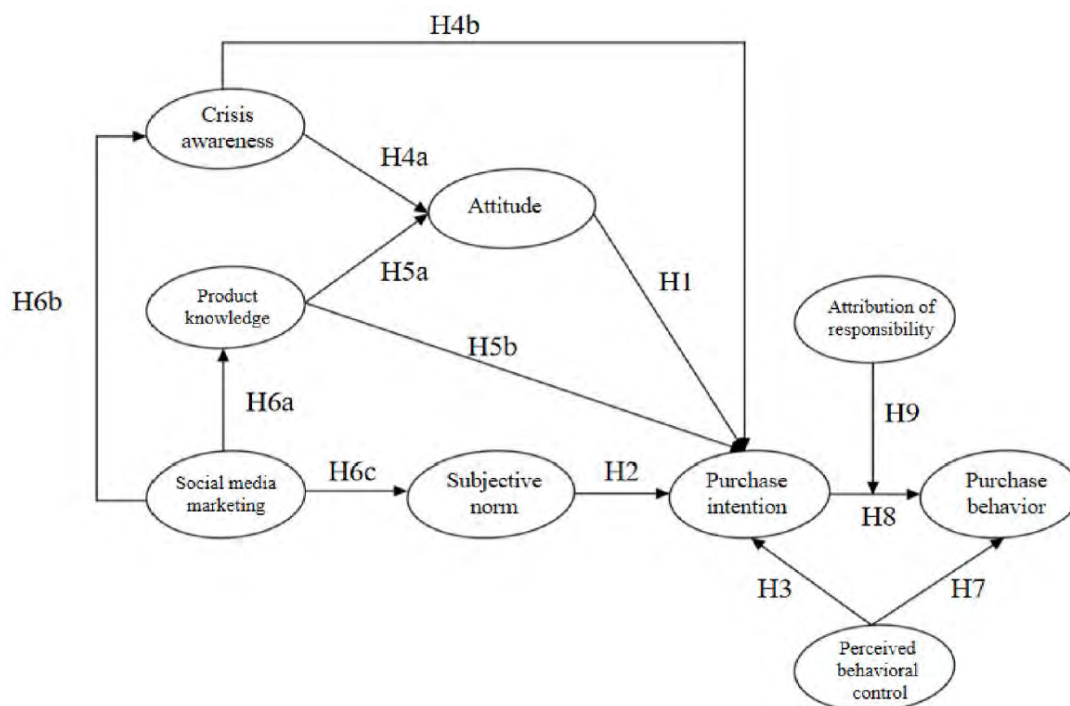 H4b
Crisis
awareness
H4a
Attitude
H5a
H1
H6b
Product
knowledge
Attribution of
responsibility
H5b
H6a
H9
Social media
marketing
H6c
Subjective
norm
H2
Purchase
intention
H8
Purchase
behavior
H3
H7
Perceived
behavioral
control